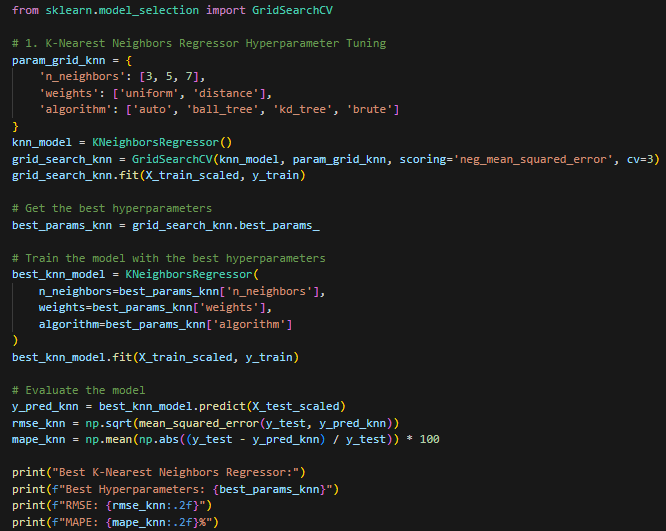 from sklearn.model_selection import GridSearchCV
# 1. K-Nearest Neighbors Regressor Hyperparameter Tuning
param_grid_knn = {
    'n_neighbors': [3, 5, 7],
    'weights': ['uniform', 'distance'],
    'algorithm': ['auto', 'ball_tree', 'kd_tree', 'brute']
}
knn_model = KNeighborsRegressor()
grid_search_knn = GridSearchCV(knn_model, param_grid_knn, scoring='neg_mean_squared_error', cv=3)
grid_search_knn.fit(X_train_scaled, y_train)
# Get the best hyperparameters
best_params_knn = grid_search_knn.best_params_
# Train the model with the best hyperparameters
best_knn_model = KNeighborsRegressor(
    n_neighbors=best_params_knn['n_neighbors'],
    weights=best_params_knn['weights'],
    algorithm=best_params_knn['algorithm']
)
best_knn_model.fit(X_train_scaled, y_train)
# Evaluate the model
y_pred_knn = best_knn_model.predict(X_test_scaled)
rmse_knn = np.sqrt(mean_squared_error(y_test, y_pred_knn))
mape_knn = np.mean(np.abs((y_test - y_pred_knn) / y_test)) * 100
print("Best K-Nearest Neighbors Regressor:")
print(f"Best Hyperparameters: {best_params_knn}")
print(f"RMSE: {rmse_knn:.2f}")
print(f"MAPE: {mape_knn:.2f}%")